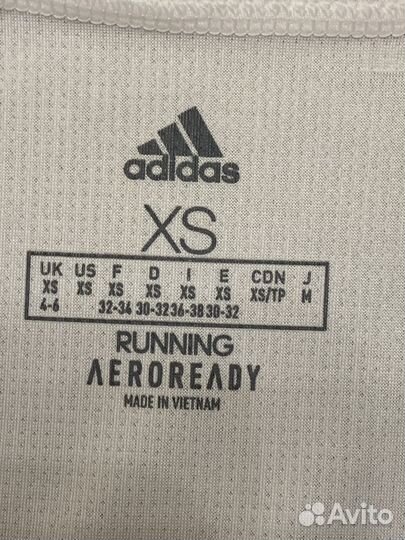 adidas
XS
UK US F D I E CDN J
XS XS XS XS XS XS XS/TP M
4-6 32-34 30-32 36-38 30-32
RUNNING
AEROREADY
MADE IN VIETNAM
Avito